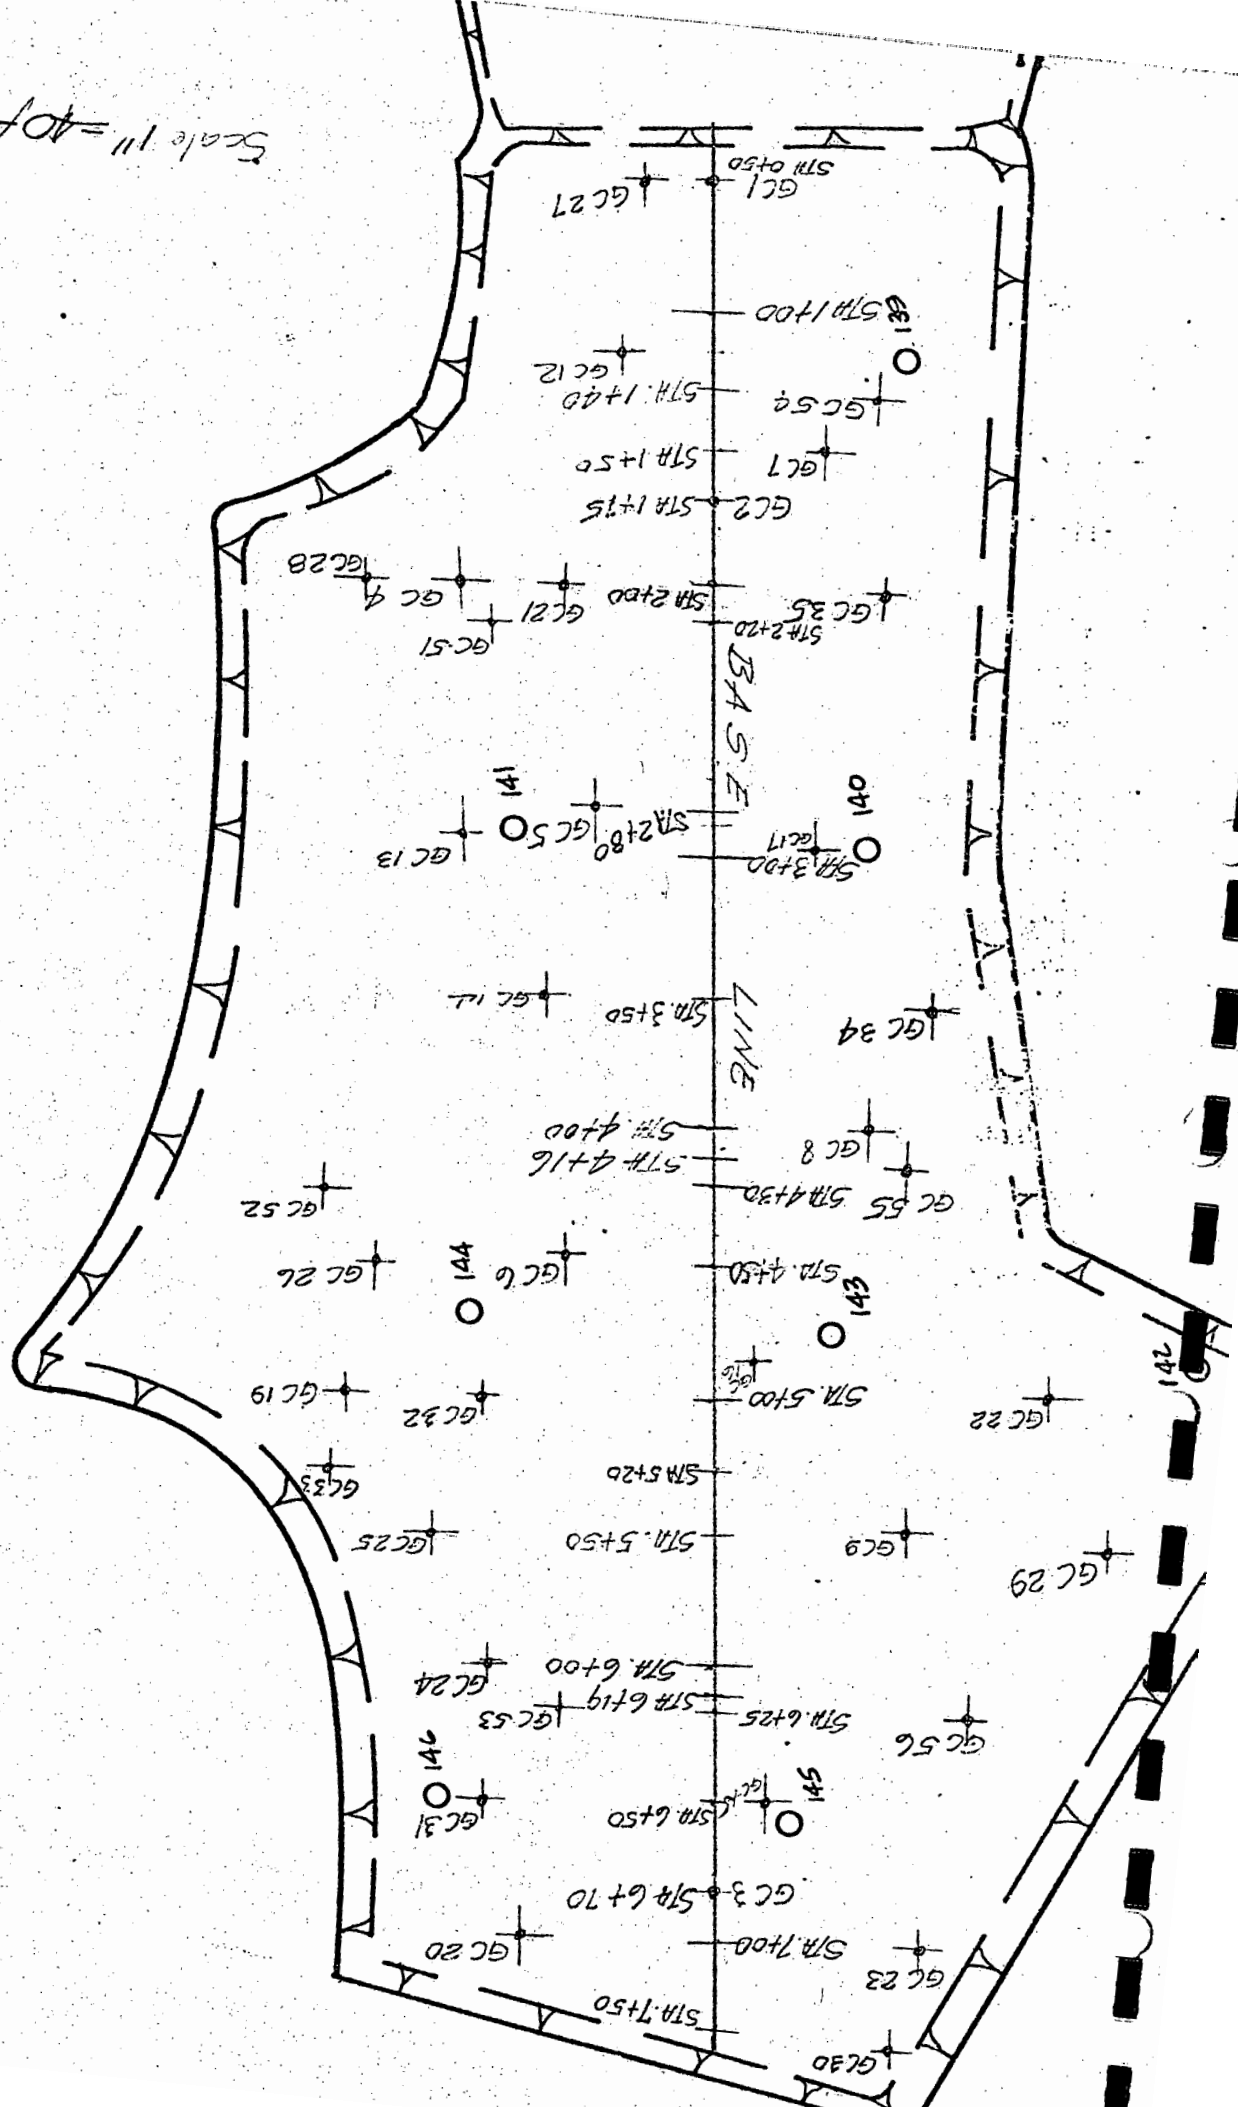 Scale 1" = 40f
STA 0+50
GC 1
GC 27
STA 1+00
139
GC 12
STA. 1+40
GC 54
STA 1+50
GC 7
STA 1+75
GC 2
GC 28
GC 4
GC 21
STA 2+00
GC 35
GC 51
STA 2+20
BASE
141
140
GC 5
STA 2+80
GC 17
GC 13
STA. 3+00
GC 14
STA. 3+50
GC 34
LINE
STA 4+00
GC 8
STA 4+16
GC 52
STA 4+30
GC 55
GC 26
144
GC 6
STA. 4+50
143
142
GC 19
GC 32
STA. 5+00
GC 22
STA 5+20
GC 33
GC 25
STA. 5+50
GC 9
GC 29
GC 24
STA. 6+00
GC 53
STA 6+19
STA. 6+25
GC 56
146
145
GC 31
STA. 6+50
STA 6+70
GC 3
GC 20
STA. 7+00
GC 23
STA. 7+50
GC 30